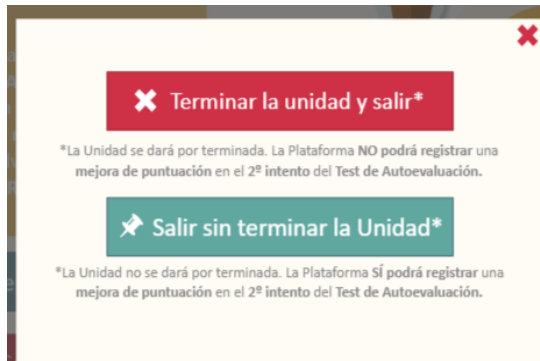 Terminar la unidad y salir*
*La Unidad se dará por terminada. La Plataforma NO podrá registrar una
mejora de puntuación en el 2º intento del Test de Autoevaluación.
Salir sin terminar la Unidad*
*La Unidad no se dará por terminada. La Plataforma SÍ podrá registrar una
mejora de puntuación en el 2º intento del Test de Autoevaluación.